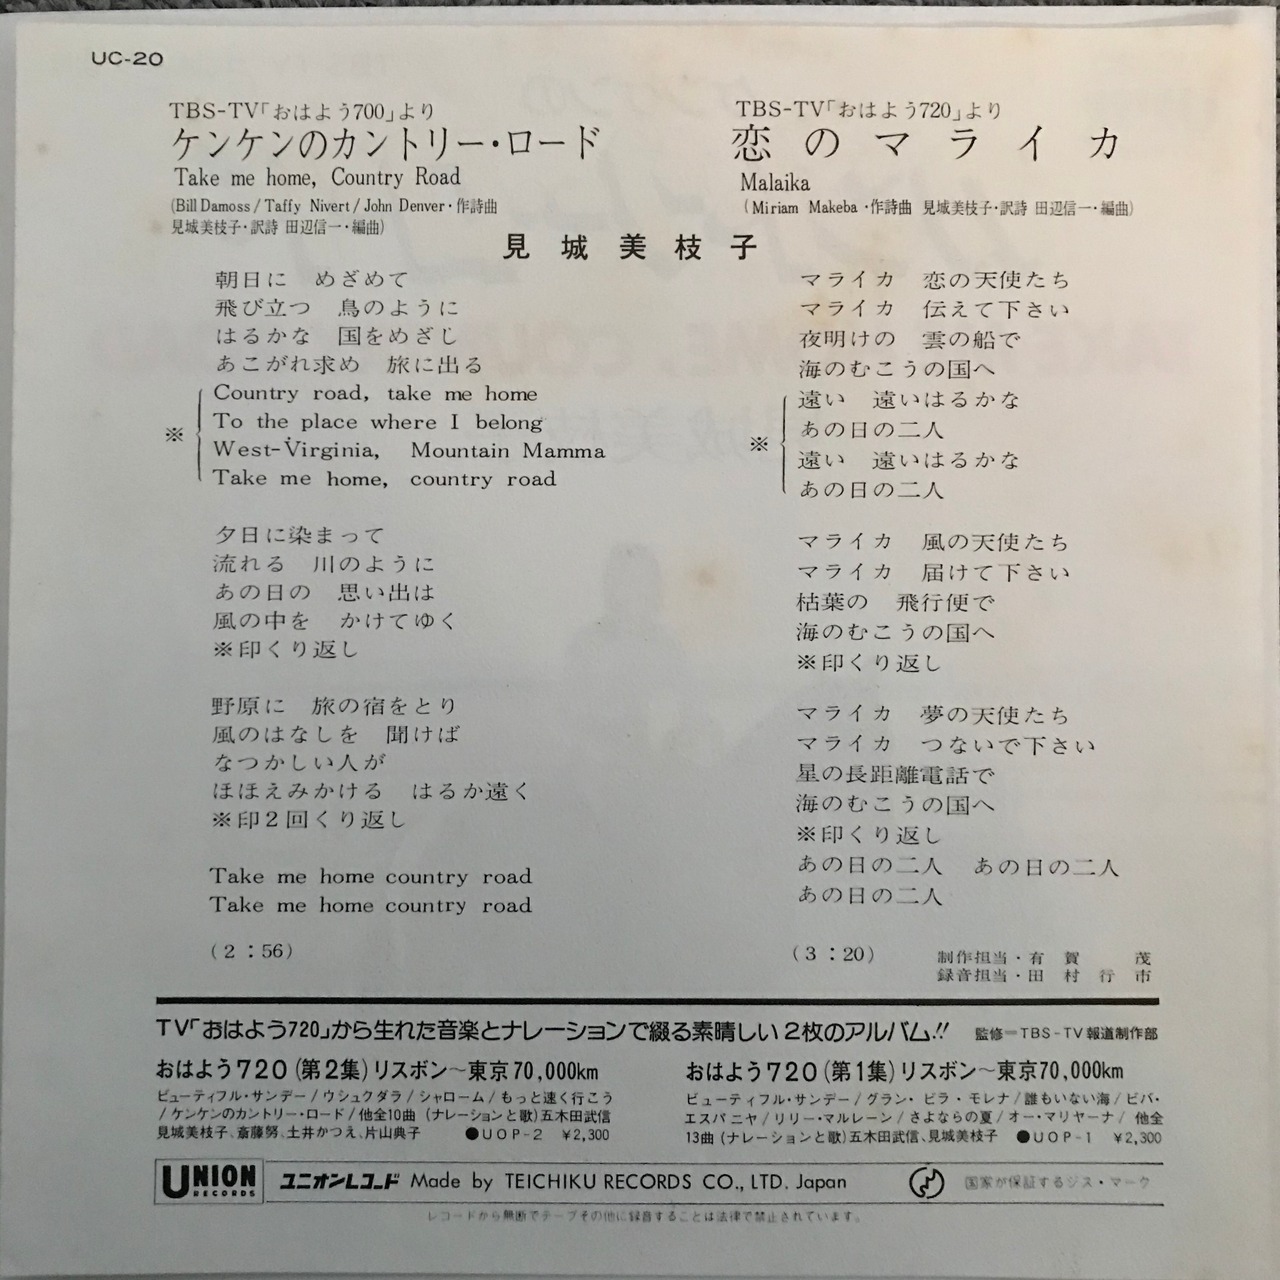 UC-20
TBS-TV「おはよう700」より
ケンケンのカントリー・ロード
Take me home, Country Road
(Bill Damoss / Taffy Nivert / John Denver・作詩曲
見城美枝子・訳詩 田辺信一・編曲)
TBS-TV「おはよう720」より
恋のマライカ
Malaika
(Miriam Makeba・作詩曲 見城美枝子・訳詩 田辺信一・編曲)
見城美枝子
朝日に めざめて
飛び立つ 鳥のように
はるかな 国をめざし
あこがれ求め 旅に出る
※
Country road, take me home
To the place where I belong
West-Virginia, Mountain Mamma
Take me home, country road
夕日に染まって
流れる 川のように
あの日の 思い出は
風の中を かけてゆく
※印くり返し
野原に 旅の宿をとり
風のはなしを 聞けば
なつかしい人が
ほほえみかける はるか遠く
※印2回くり返し
Take me home country road
Take me home country road
(2:56)
マライカ 恋の天使たち
マライカ 伝えて下さい
夜明けの 雲の船で
海のむこうの国へ
※
遠い 遠いはるかな
あの日の二人
遠い 遠いはるかな
あの日の二人
マライカ 風の天使たち
マライカ 届けて下さい
枯葉の 飛行便で
海のむこうの国へ
※印くり返し
マライカ 夢の天使たち
マライカ つないで下さい
星の長距離電話で
海のむこうの国へ
※印くり返し
あの日の二人 あの日の二人
あの日の二人
(3:20)
制作担当・有賀茂
録音担当・田村行市
TV「おはよう720」から生れた音楽とナレーションで綴る素晴しい2枚のアルバム!! 監修=TBS-TV報道制作部
おはよう720(第2集)リスボン〜東京70,000km
ビューティフル・サンデー/ウシュクダラ/シャローム/もっと速く行こう
/ケンケンのカントリー・ロード/他全10曲 (ナレーションと歌)五木田武信
見城美枝子、斎藤努、土井かつえ、片山典子 ●UOP-2 ¥2,300
おはよう720(第1集)リスボン〜東京70,000km
ビューティフル・サンデー/グラン・ビラ・モレナ/誰もいない海/ビバ・
エスパニヤ/リリー・マルレーン/さよならの夏/オー・マリヤーナ/他全
13曲(ナレーションと歌)五木田武信、見城美枝子 ●UOP-1 ¥2,300
UNION RECORDS
ユニオンレコード Made by TEICHIKU RECORDS CO., LTD. Japan
国家が保証するジス・マーク
レコードから無断でテープその他に録音することは法律で禁止されています。